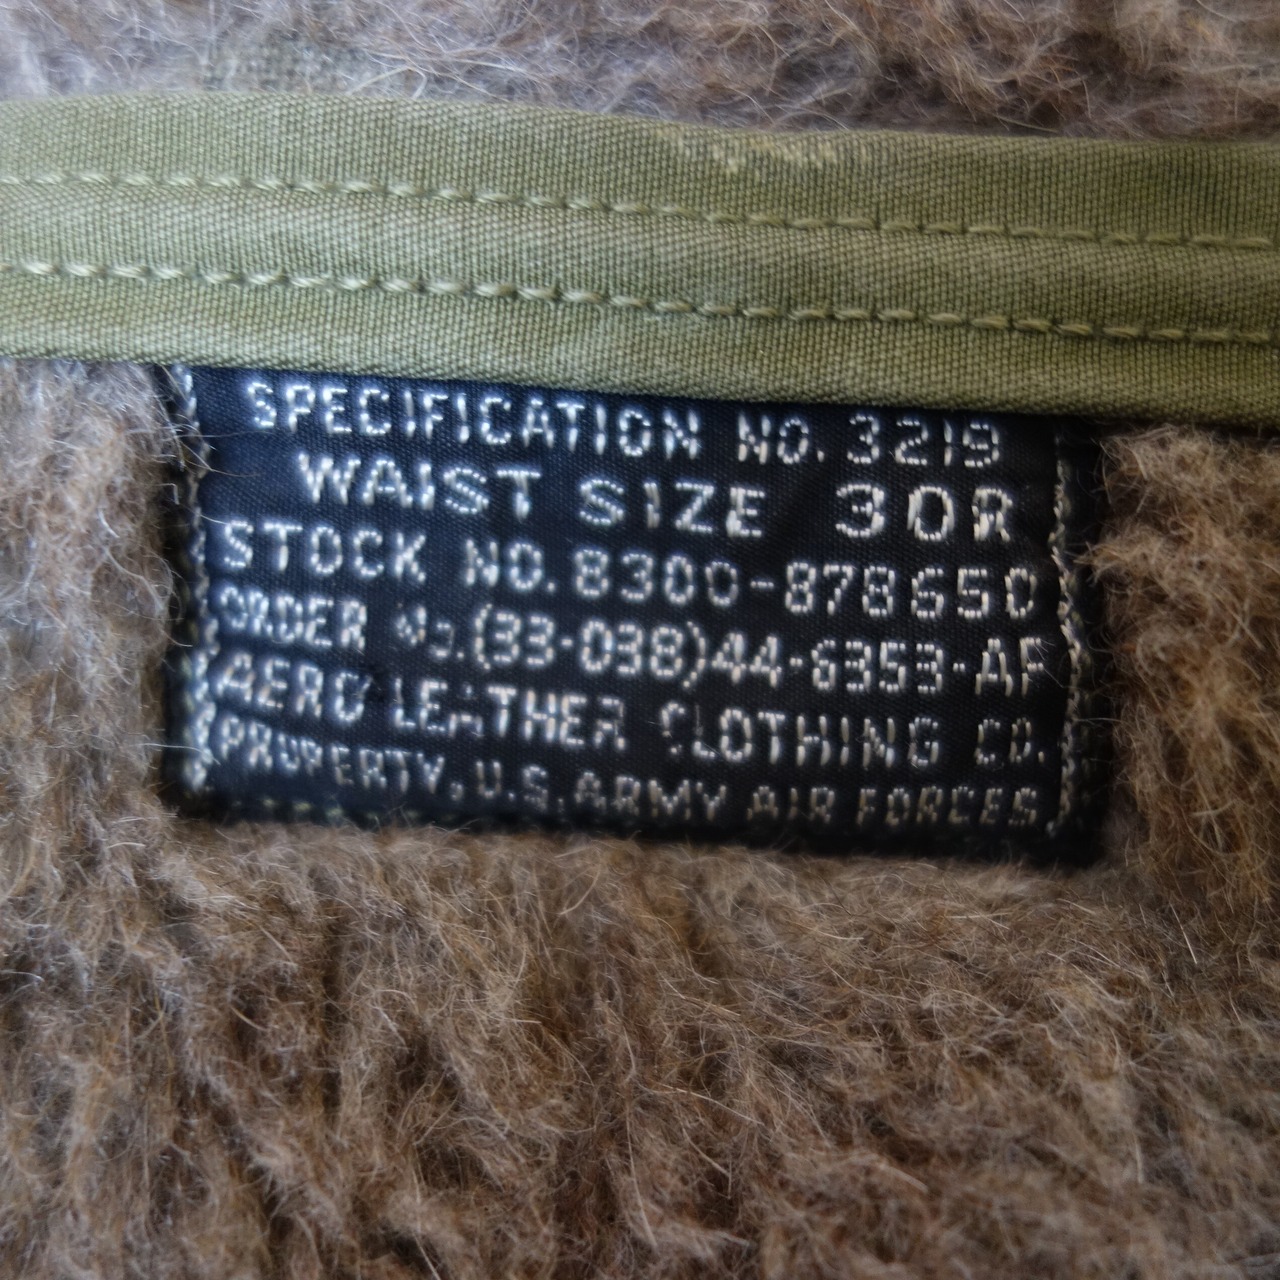 SPECIFICATION NO. 3219
WAIST SIZE 30R
STOCK NO. 8300-878650
ORDER No.(33-038)44-6353-AF
AERO LEATHER CLOTHING CO.
PROPERTY, U.S. ARMY AIR FORCES